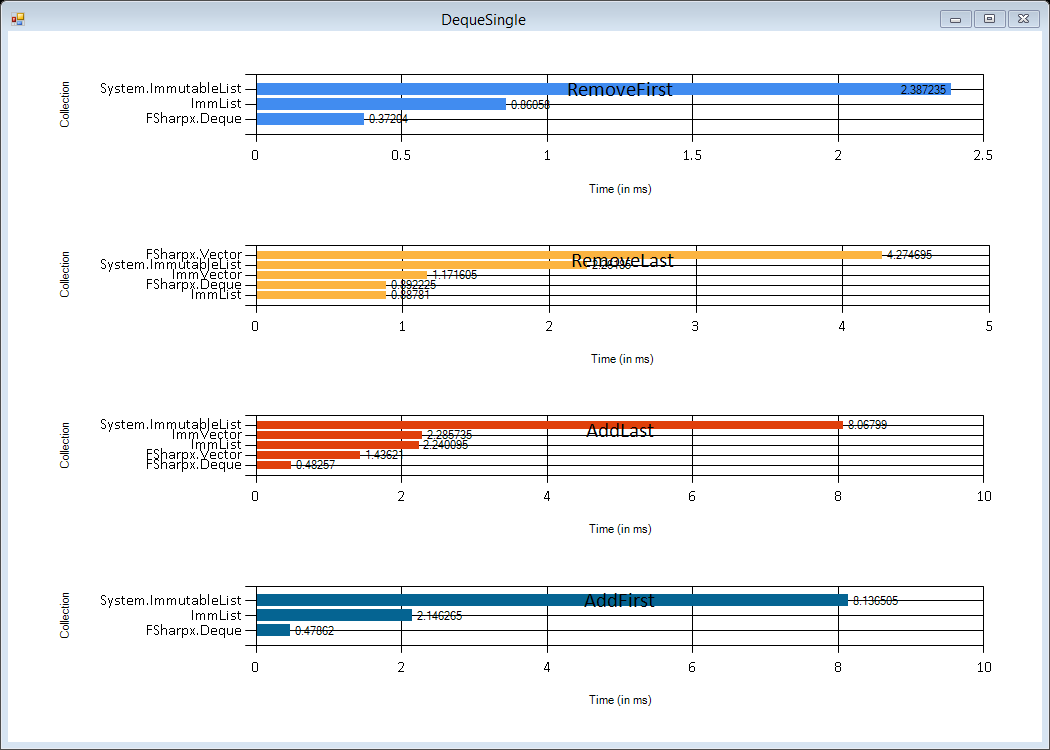 DequeSingle
RemoveFirst
Collection
System.ImmutableList 2.387235
ImmList 0.86058
FSharpx.Deque 0.37204
0 0.5 1 1.5 2 2.5
Time (in ms)
RemoveLast
Collection
FSharpx.Vector 4.274695
System.ImmutableList
ImmVector 1.171605
FSharpx.Deque 0.892225
ImmList 0.88781
0 1 2 3 4 5
Time (in ms)
AddLast
Collection
System.ImmutableList 8.06799
ImmVector 2.285735
ImmList 2.240095
FSharpx.Vector 1.43621
FSharpx.Deque 0.48257
0 2 4 6 8 10
Time (in ms)
AddFirst
Collection
System.ImmutableList 8.136505
ImmList 2.146265
FSharpx.Deque 0.47862
0 2 4 6 8 10
Time (in ms)